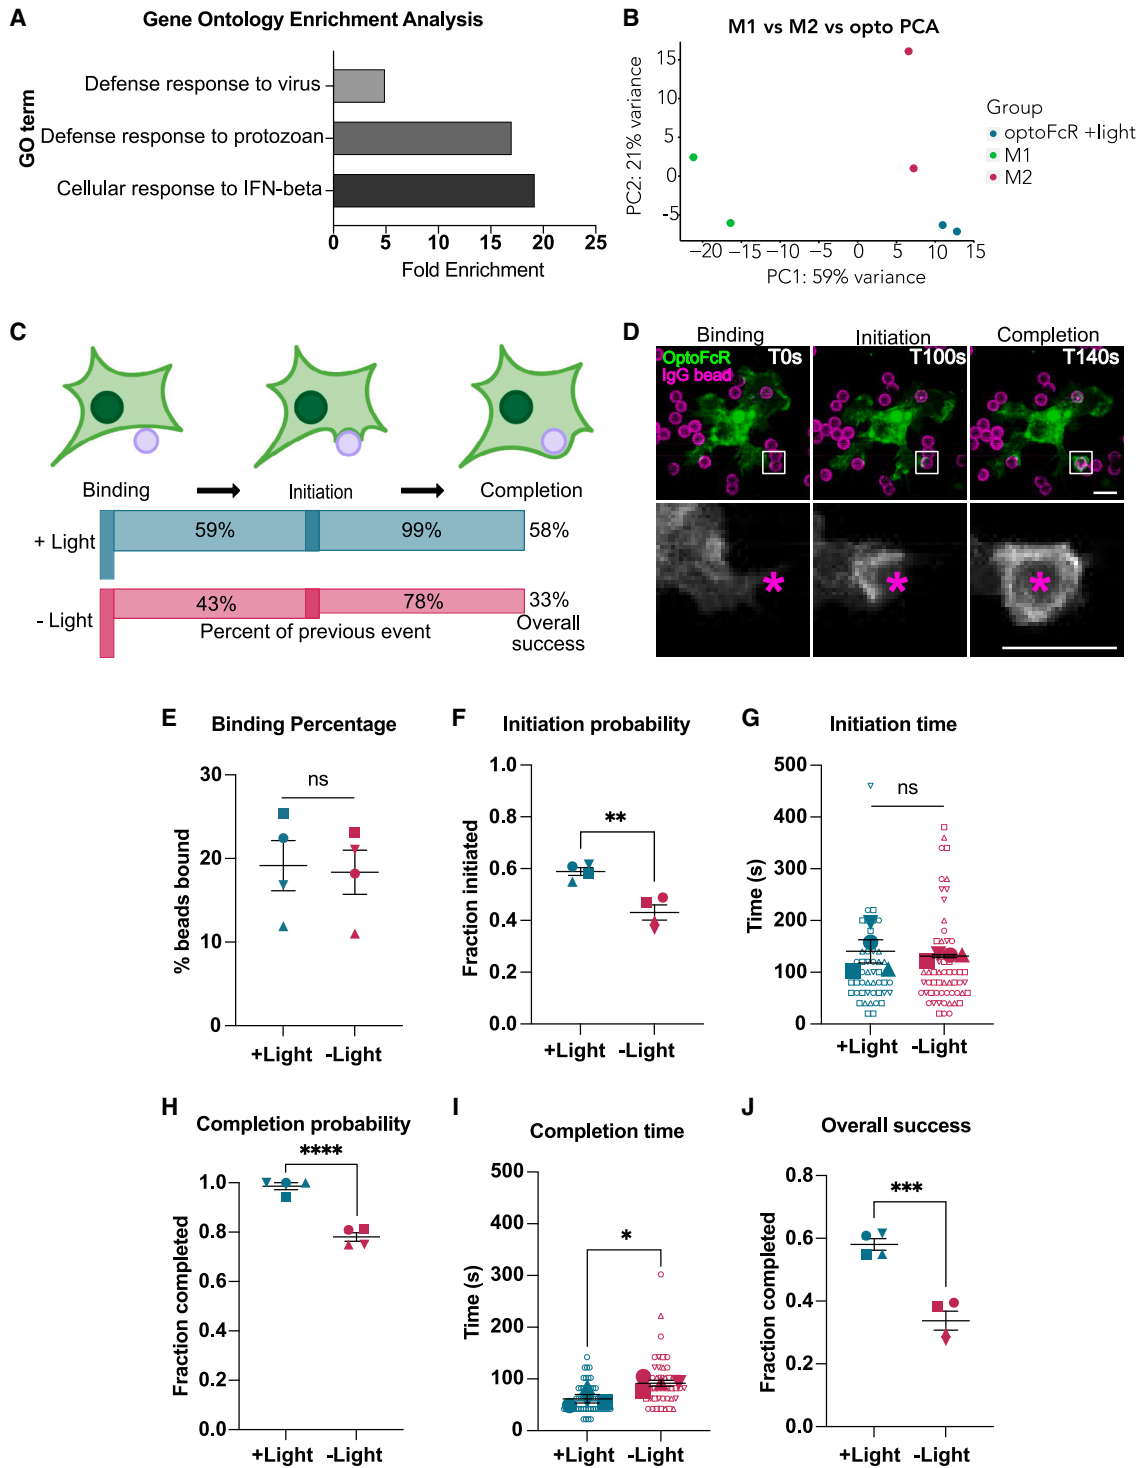 A
Gene Ontology Enrichment Analysis
GO term
Defense response to virus
Defense response to protozoan
Cellular response to IFN-beta
0 5 10 15 20 25
Fold Enrichment
B
M1 vs M2 vs opto PCA
PC2: 21% variance
15
10
5
0
-5
−20 −15 −10 −5 0 5 10 15
PC1: 59% variance
Group
optoFcR +light
M1
M2
C
Binding Initiation Completion
+ Light 59% 99% 58%
- Light 43% 78% 33%
Percent of previous event
Overall
success
D
Binding Initiation Completion
OptoFcR
IgG bead
T0s T100s T140s
* * *
E
Binding Percentage
% beads bound
30
20
10
0
ns
+Light -Light
F
Initiation probability
Fraction initiated
1.0
0.8
0.6
0.4
0.2
0.0
**
+Light -Light
G
Initiation time
Time (s)
500
400
300
200
100
0
ns
+Light -Light
H
Completion probability
Fraction completed
1.0
0.8
0.6
0.4
0.2
0.0
****
+Light -Light
I
Completion time
Time (s)
500
400
300
200
100
0
*
+Light -Light
J
Overall success
Fraction completed
0.8
0.6
0.4
0.2
0.0
***
+Light -Light